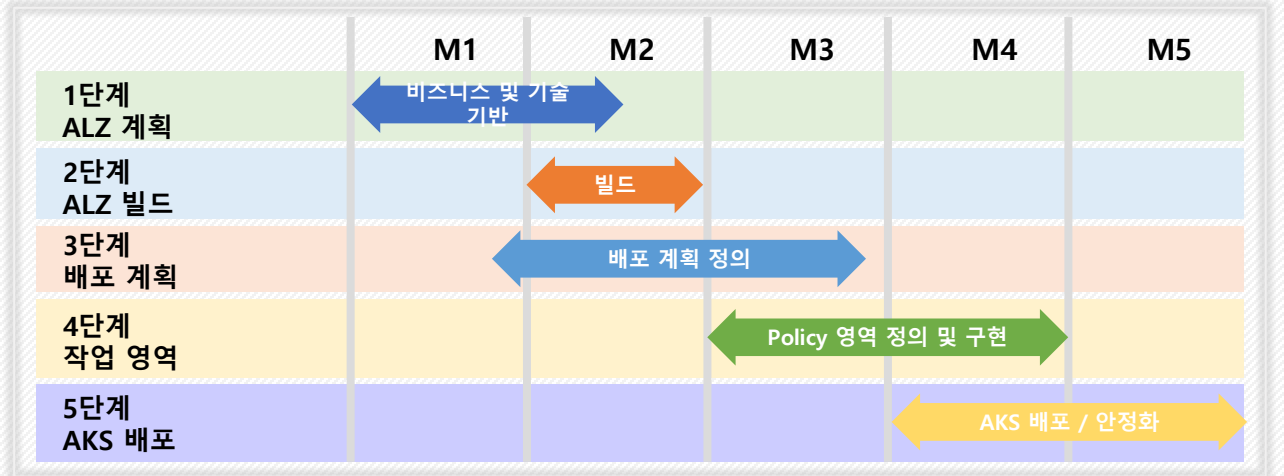 M1 M2 M3 M4 M5
1단계
ALZ 계획
비즈니스 및 기술
기반
2단계
ALZ 빌드
빌드
3단계
배포 계획
배포 계획 정의
4단계
작업 영역
Policy 영역 정의 및 구현
5단계
AKS 배포
AKS 배포 / 안정화